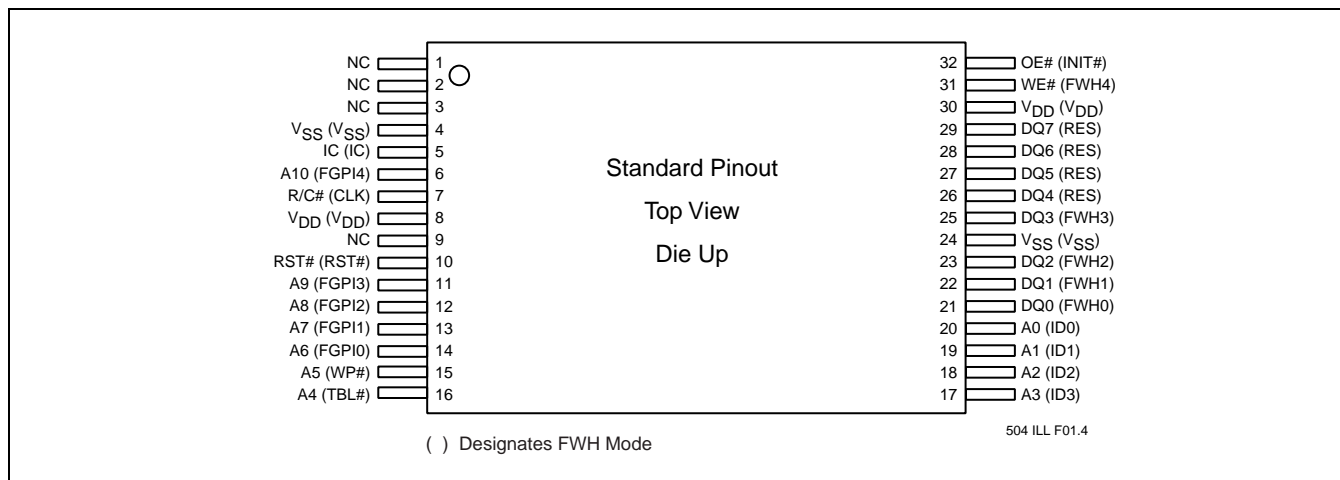 NC 1
NC 2
NC 3
VSS (VSS) 4
IC (IC) 5
A10 (FGPI4) 6
R/C# (CLK) 7
VDD (VDD) 8
NC 9
RST# (RST#) 10
A9 (FGPI3) 11
A8 (FGPI2) 12
A7 (FGPI1) 13
A6 (FGPI0) 14
A5 (WP#) 15
A4 (TBL#) 16
Standard Pinout
Top View
Die Up
32 OE# (INIT#)
31 WE# (FWH4)
30 VDD (VDD)
29 DQ7 (RES)
28 DQ6 (RES)
27 DQ5 (RES)
26 DQ4 (RES)
25 DQ3 (FWH3)
24 VSS (VSS)
23 DQ2 (FWH2)
22 DQ1 (FWH1)
21 DQ0 (FWH0)
20 A0 (ID0)
19 A1 (ID1)
18 A2 (ID2)
17 A3 (ID3)
504 ILL F01.4
( ) Designates FWH Mode